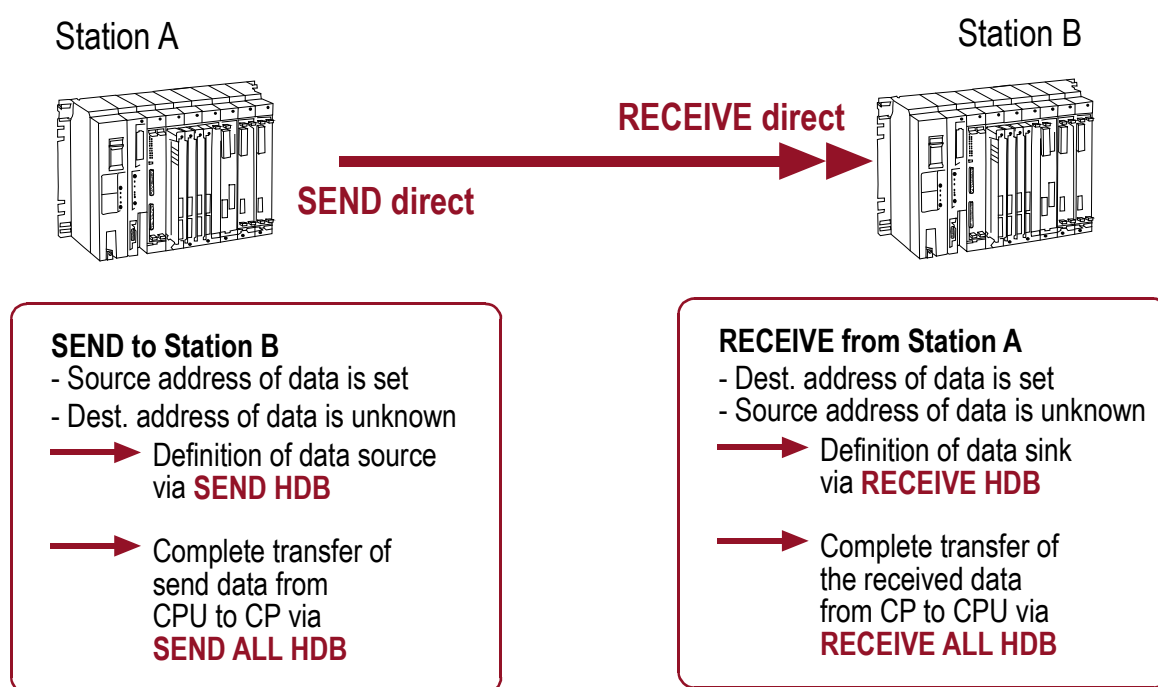 Station A
Station B
RECEIVE direct
SEND direct
SEND to Station B
- Source address of data is set
- Dest. address of data is unknown
Definition of data source
via SEND HDB
Complete transfer of
send data from
CPU to CP via
SEND ALL HDB
RECEIVE from Station A
- Dest. address of data is set
- Source address of data is unknown
Definition of data sink
via RECEIVE HDB
Complete transfer of
the received data
from CP to CPU via
RECEIVE ALL HDB